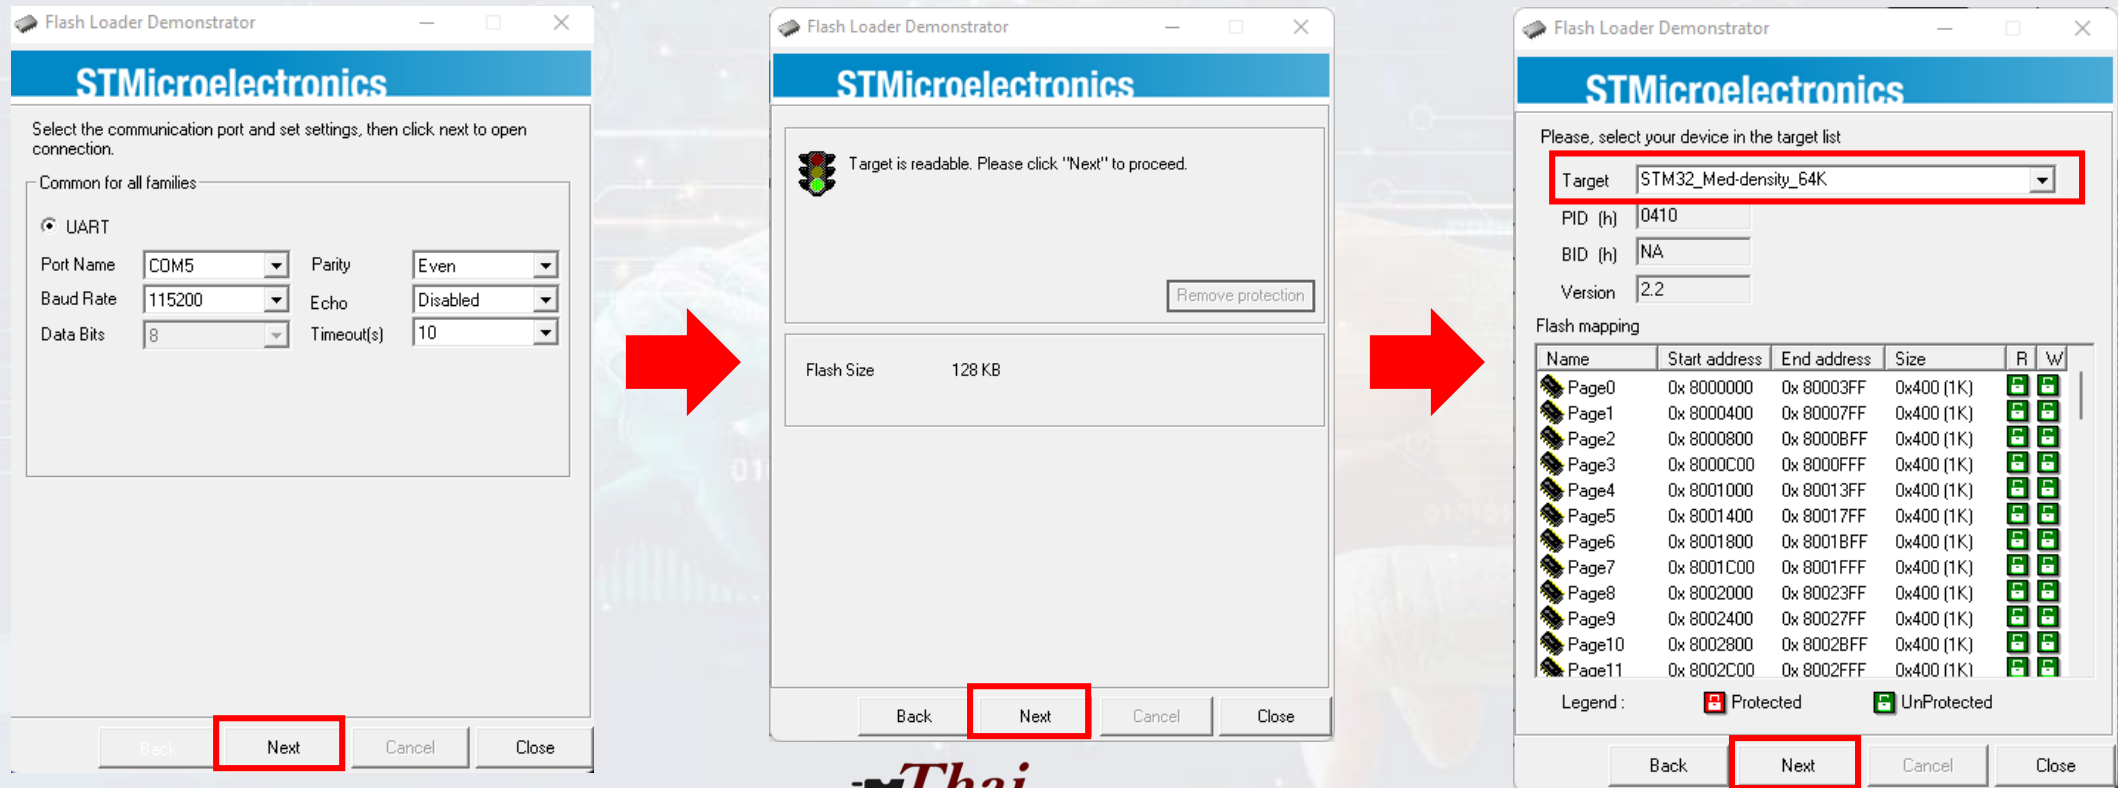 Flash Loader Demonstrator
STMicroelectronics
Select the communication port and set settings, then click next to open
connection.
Common for all families
UART
Port Name COM5 Parity Even
Baud Rate 115200 Echo Disabled
Data Bits 8 Timeout(s) 10
Back Next Cancel Close
Flash Loader Demonstrator
STMicroelectronics
Target is readable. Please click "Next" to proceed.
Remove protection
Flash Size 128 KB
Back Next Cancel Close
Flash Loader Demonstrator
STMicroelectronics
Please, select your device in the target list
Target STM32_Med-density_64K
PID (h) 0410
BID (h) NA
Version 2.2
Flash mapping
Name Start address End address Size R W
Page0 0x 8000000 0x 80003FF 0x400 (1K)
Page1 0x 8000400 0x 80007FF 0x400 (1K)
Page2 0x 8000800 0x 8000BFF 0x400 (1K)
Page3 0x 8000C00 0x 8000FFF 0x400 (1K)
Page4 0x 8001000 0x 80013FF 0x400 (1K)
Page5 0x 8001400 0x 80017FF 0x400 (1K)
Page6 0x 8001800 0x 8001BFF 0x400 (1K)
Page7 0x 8001C00 0x 8001FFF 0x400 (1K)
Page8 0x 8002000 0x 80023FF 0x400 (1K)
Page9 0x 8002400 0x 80027FF 0x400 (1K)
Page10 0x 8002800 0x 8002BFF 0x400 (1K)
Page11 0x 8002C00 0x 8002FFF 0x400 (1K)
Legend : Protected UnProtected
Back Next Cancel Close
Thai